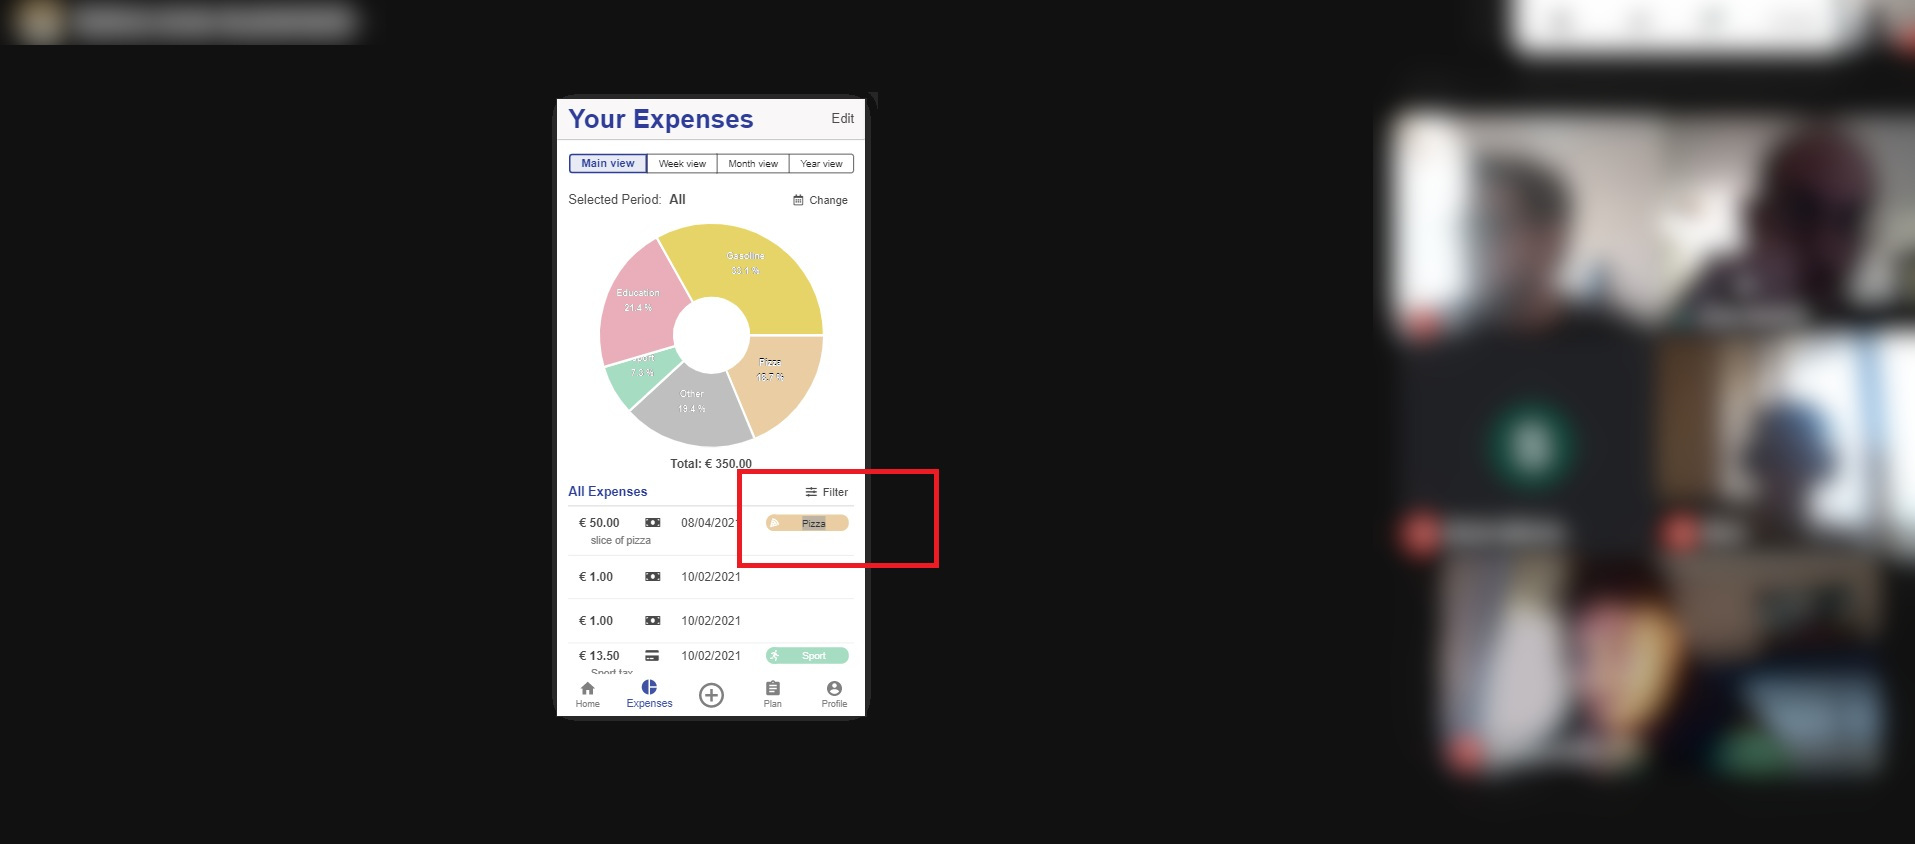 Your Expenses Edit
Main view Week view Month view Year view
Selected Period: All Change
Gasoline
33.1 %
Education
21.4 %
Pizza
18.7 %
7.3 %
Other
19.4 %
Total: € 350.00
All Expenses Filter
€ 50.00 08/04/2021 Pizza
slice of pizza
€ 1.00 10/02/2021
€ 1.00 10/02/2021
€ 13.50 10/02/2021 Sport
Sport tax
Home Expenses Plan Profile